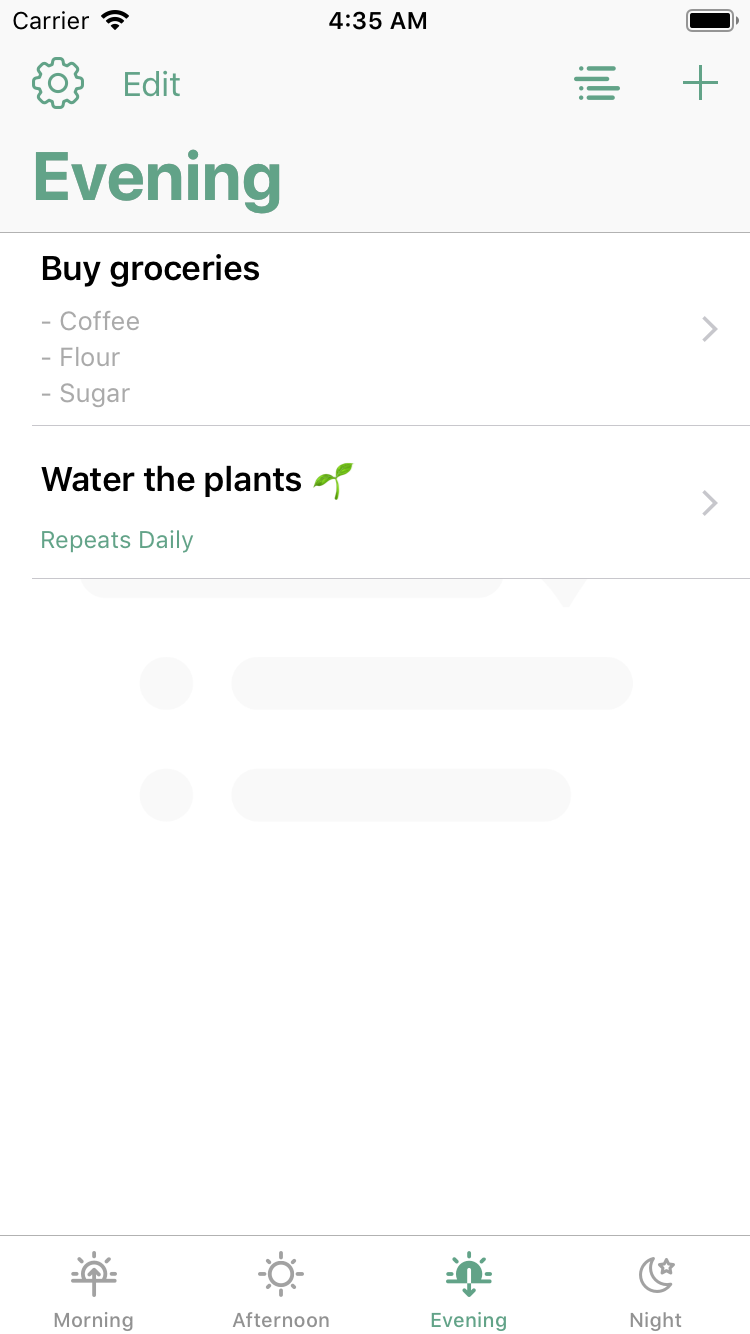 Carrier 4:35 AM
Edit
Evening
Buy groceries
- Coffee
- Flour
- Sugar
Water the plants 🌱
Repeats Daily
Morning Afternoon Evening Night